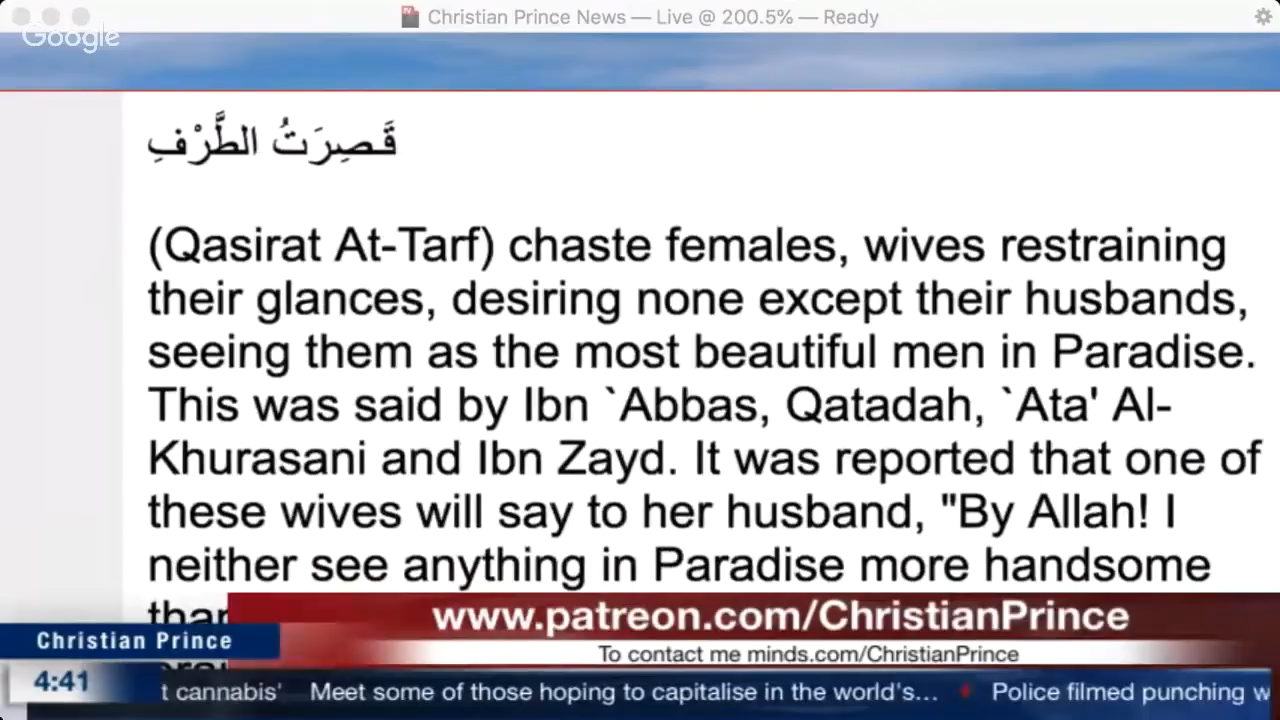 Christian Prince News — Live @ 200.5% — Ready
Google
قَـصِرَتُ الطَّرْفِ
(Qasirat At-Tarf) chaste females, wives restraining
their glances, desiring none except their husbands,
seeing them as the most beautiful men in Paradise.
This was said by Ibn `Abbas, Qatadah, `Ata' Al-
Khurasani and Ibn Zayd. It was reported that one of
these wives will say to her husband, "By Allah! I
neither see anything in Paradise more handsome
www.patreon.com/ChristianPrince
Christian Prince
To contact me minds.com/ChristianPrince
4:41
t cannabis' Meet some of those hoping to capitalise in the world's... Police filmed punching w